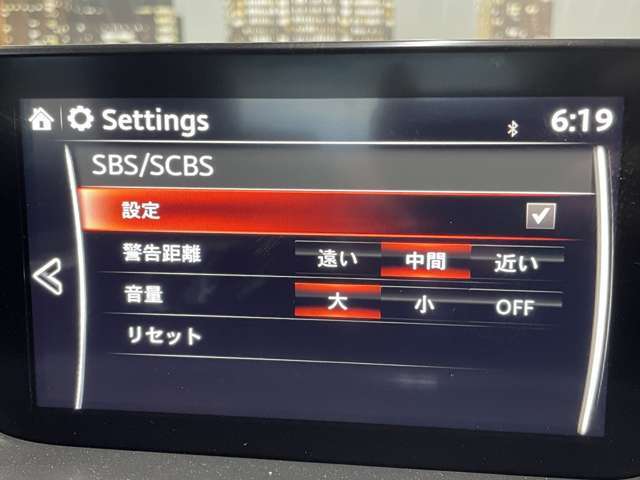 Settings 6:19
SBS/SCBS
設定
警告距離 遠い 中間 近い
音量 大 小 OFF
リセット